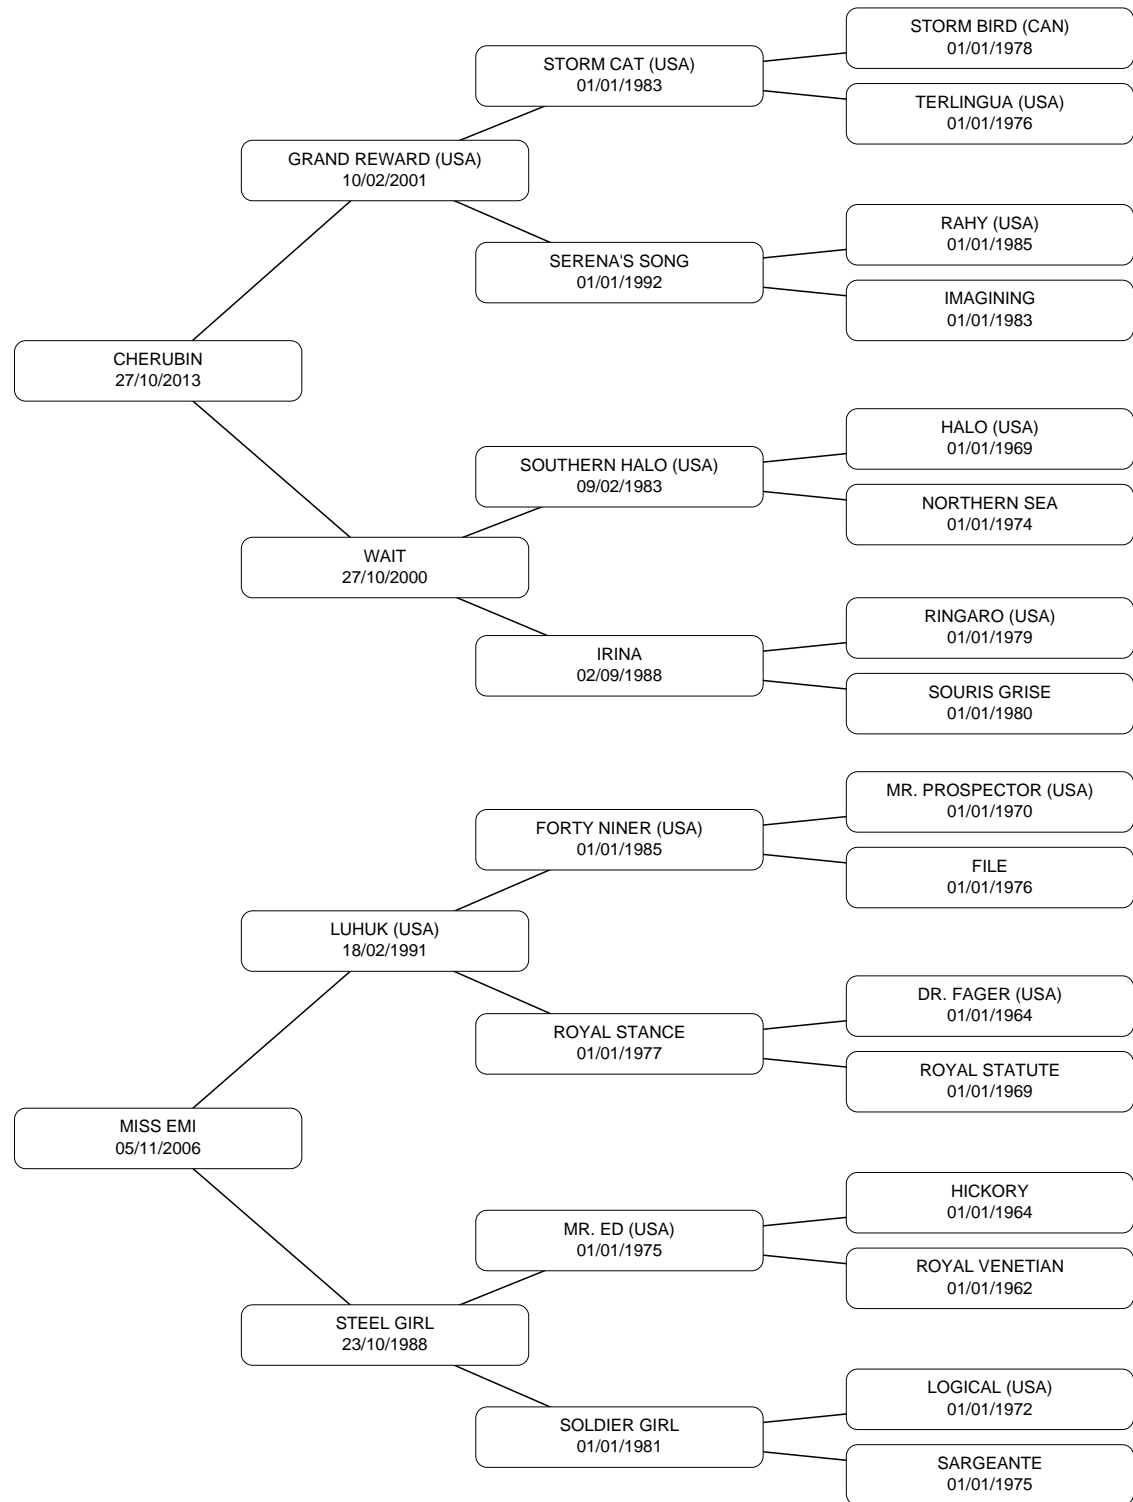 STORM BIRD (CAN)
01/01/1978
STORM CAT (USA)
01/01/1983
TERLINGUA (USA)
01/01/1976
GRAND REWARD (USA)
10/02/2001
RAHY (USA)
01/01/1985
SERENA'S SONG
01/01/1992
IMAGINING
01/01/1983
CHERUBIN
27/10/2013
HALO (USA)
01/01/1969
SOUTHERN HALO (USA)
09/02/1983
NORTHERN SEA
01/01/1974
WAIT
27/10/2000
RINGARO (USA)
01/01/1979
IRINA
02/09/1988
SOURIS GRISE
01/01/1980
MR. PROSPECTOR (USA)
01/01/1970
FORTY NINER (USA)
01/01/1985
FILE
01/01/1976
LUHUK (USA)
18/02/1991
DR. FAGER (USA)
01/01/1964
ROYAL STANCE
01/01/1977
ROYAL STATUTE
01/01/1969
MISS EMI
05/11/2006
HICKORY
01/01/1964
MR. ED (USA)
01/01/1975
ROYAL VENETIAN
01/01/1962
STEEL GIRL
23/10/1988
LOGICAL (USA)
01/01/1972
SOLDIER GIRL
01/01/1981
SARGEANTE
01/01/1975